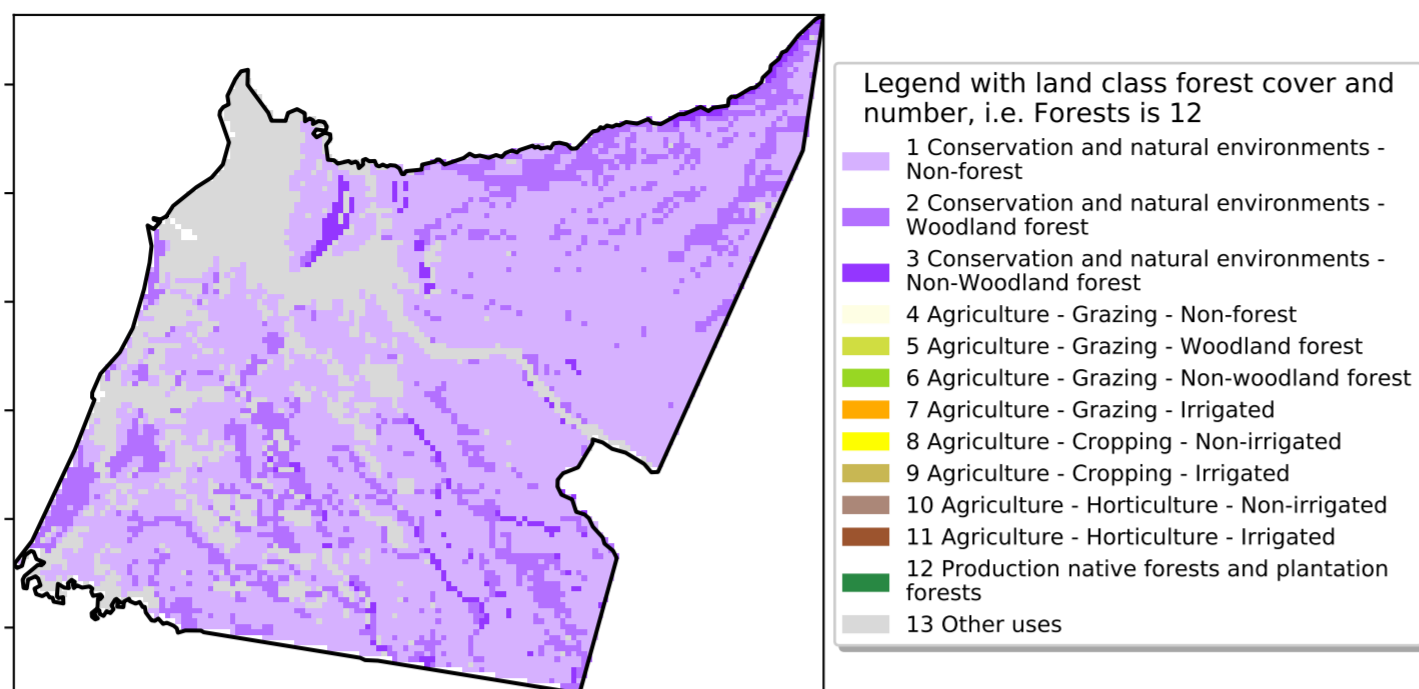 Legend with land class forest cover and
number, i.e. Forests is 12
1 Conservation and natural environments -
Non-forest
2 Conservation and natural environments -
Woodland forest
3 Conservation and natural environments -
Non-Woodland forest
4 Agriculture - Grazing - Non-forest
5 Agriculture - Grazing - Woodland forest
6 Agriculture - Grazing - Non-woodland forest
7 Agriculture - Grazing - Irrigated
8 Agriculture - Cropping - Non-irrigated
9 Agriculture - Cropping - Irrigated
10 Agriculture - Horticulture - Non-irrigated
11 Agriculture - Horticulture - Irrigated
12 Production native forests and plantation
forests
13 Other uses